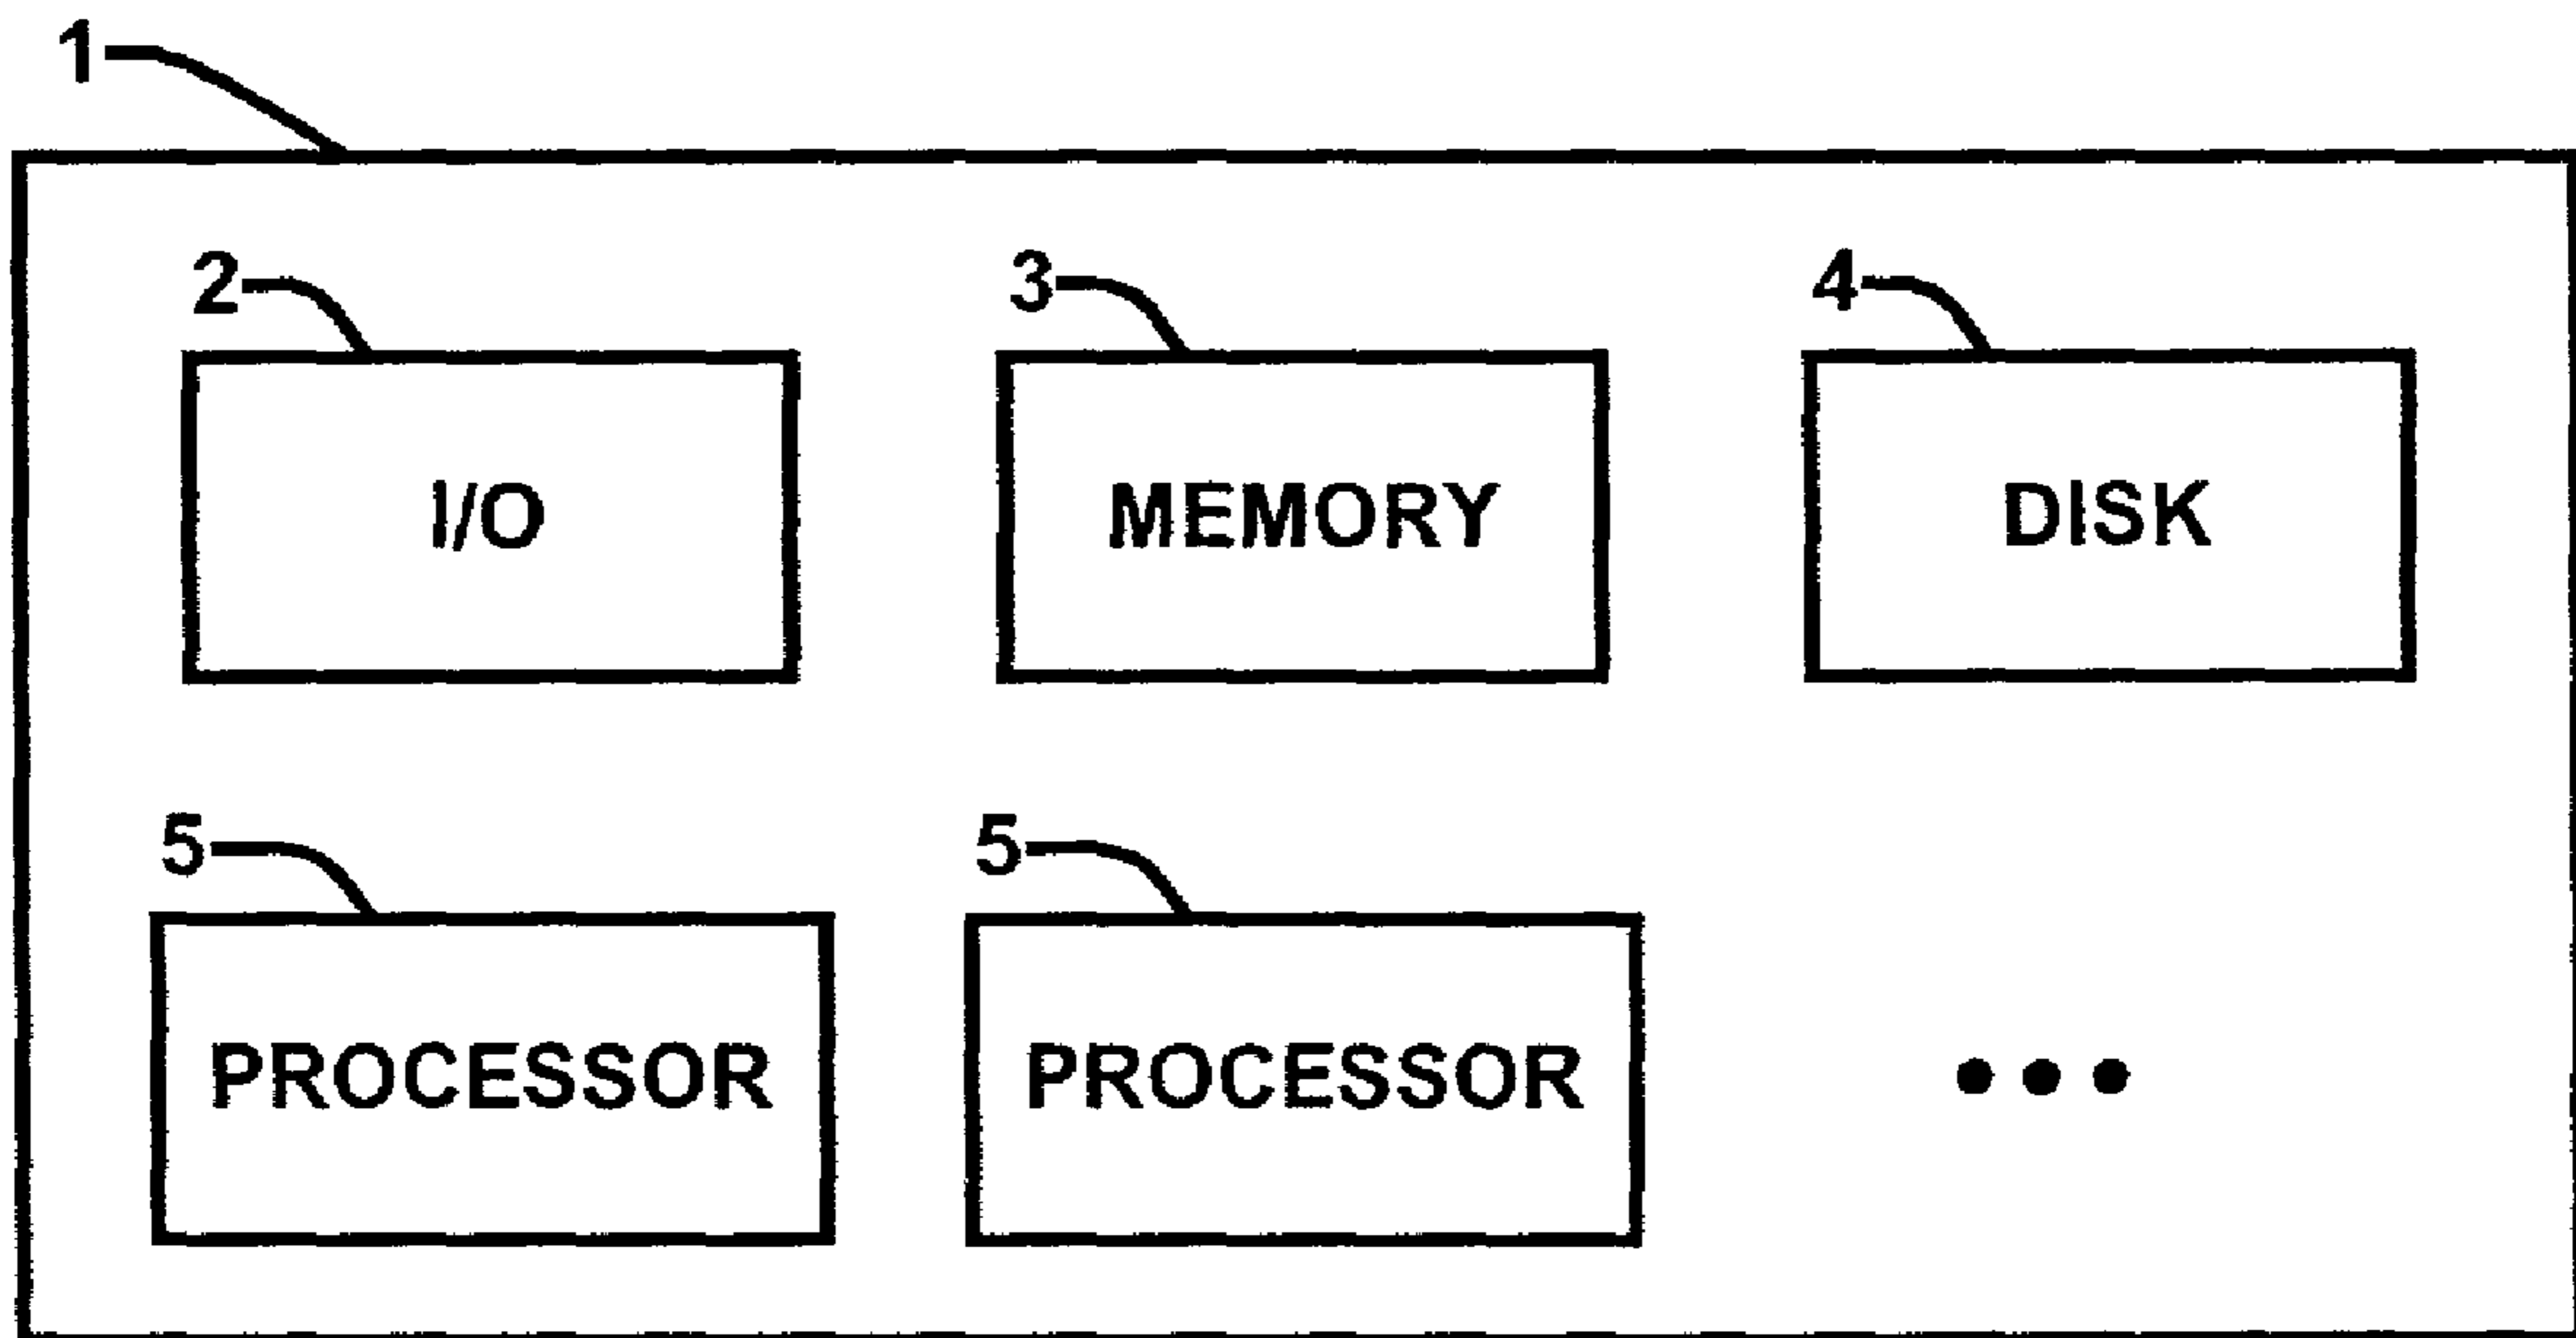 1
2 3 4
I/O MEMORY DISK
5 5
PROCESSOR PROCESSOR •••